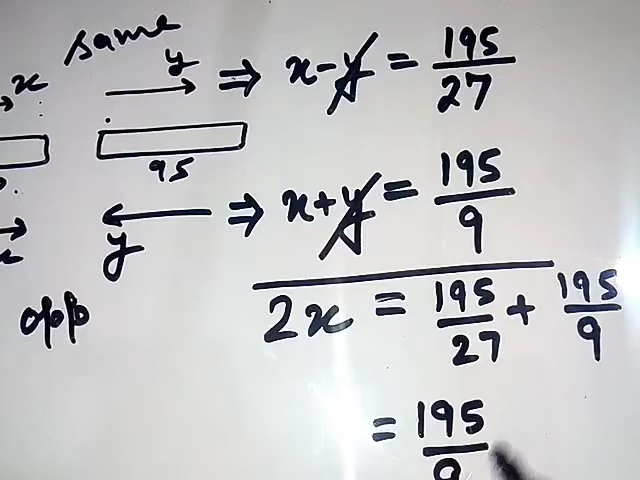 same
x y ⇒ x - y = 195/27
95
x y ⇒ x + y = 195/9
opp
2x = 195/27 + 195/9
= 195/9